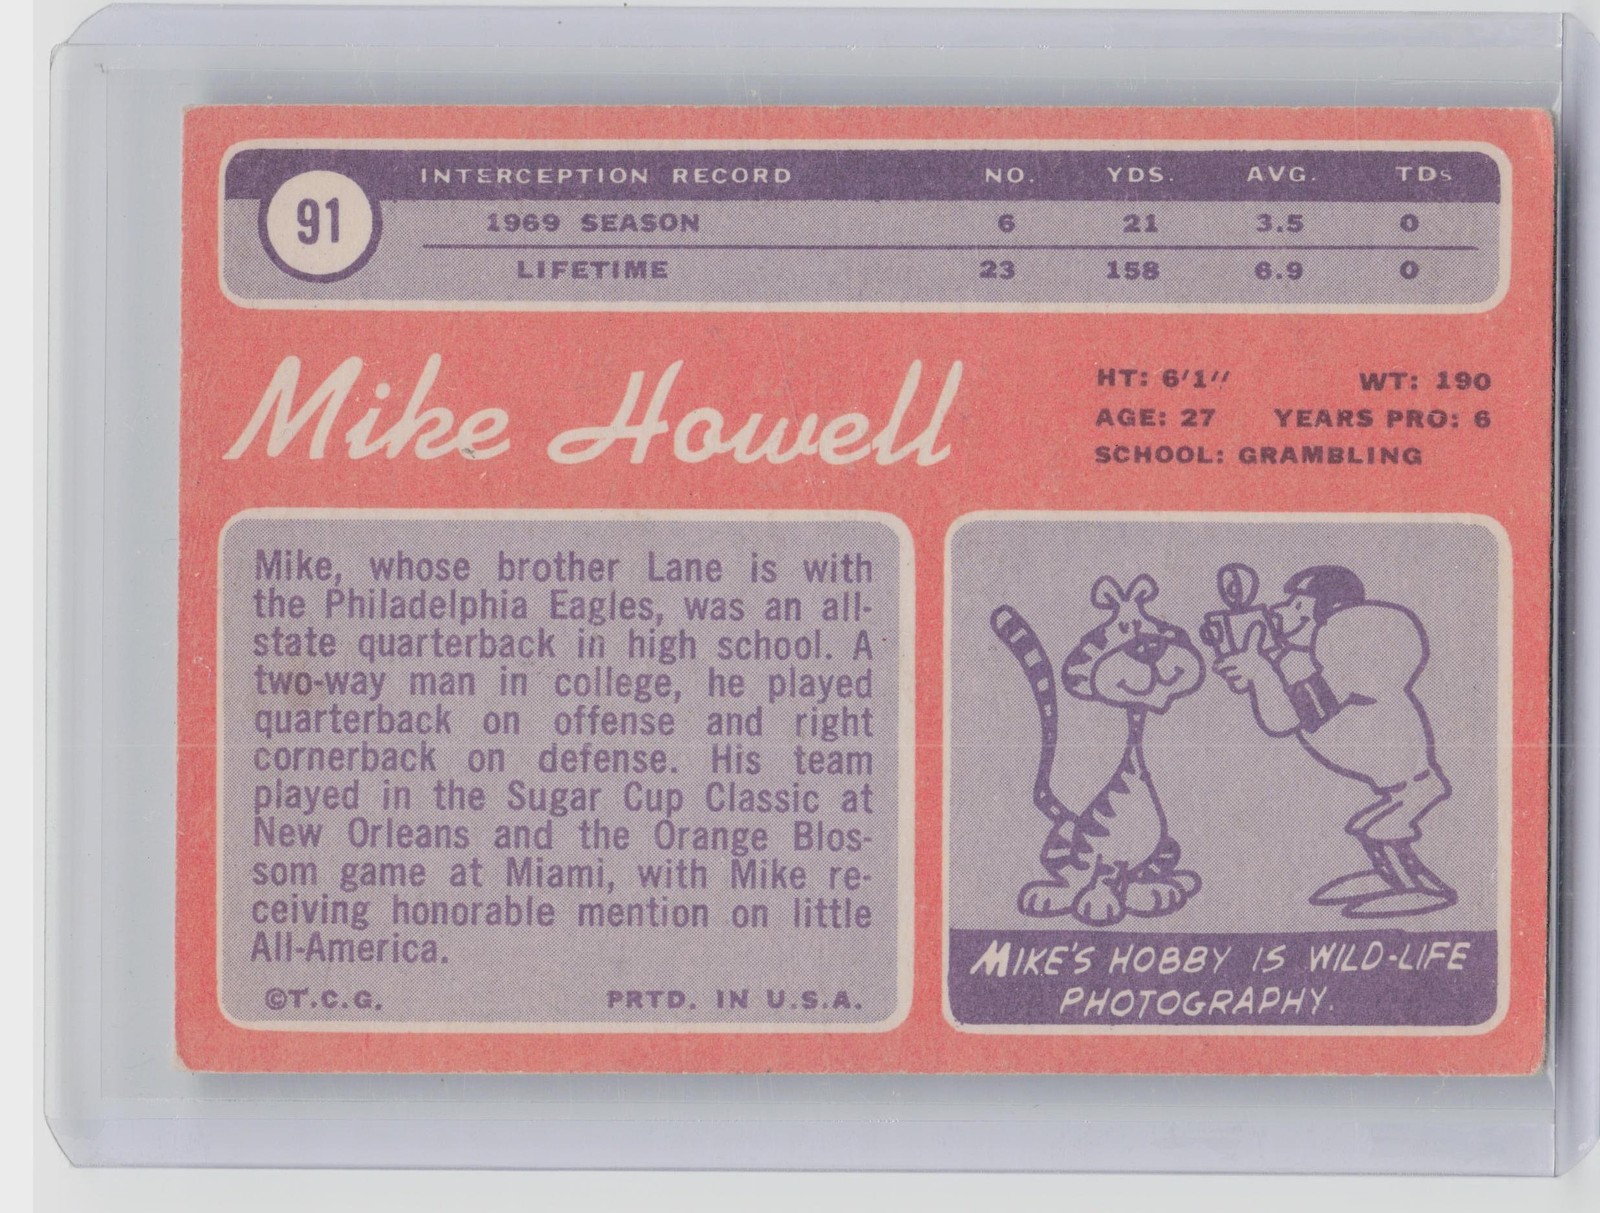 91
INTERCEPTION RECORD NO. YDS. AVG. TDs
1969 SEASON 6 21 3.5 0
LIFETIME 23 158 6.9 0
Mike Howell
HT: 6'1" WT: 190
AGE: 27 YEARS PRO: 6
SCHOOL: GRAMBLING
Mike, whose brother Lane is with
the Philadelphia Eagles, was an all-
state quarterback in high school. A
two-way man in college, he played
quarterback on offense and right
cornerback on defense. His team
played in the Sugar Cup Classic at
New Orleans and the Orange Blos-
som game at Miami, with Mike re-
ceiving honorable mention on little
All-America.
©T.C.G. PRTD. IN U.S.A.
MIKE'S HOBBY IS WILD-LIFE
PHOTOGRAPHY.